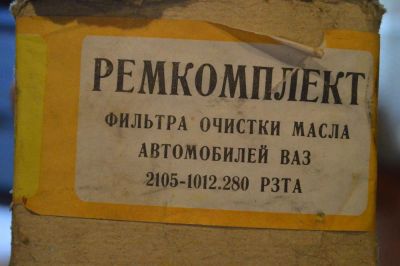 РЕМКОМПЛЕКТ
ФИЛЬТРА ОЧИСТКИ МАСЛА
АВТОМОБИЛЕЙ ВАЗ
2105-1012.280 РЗТА